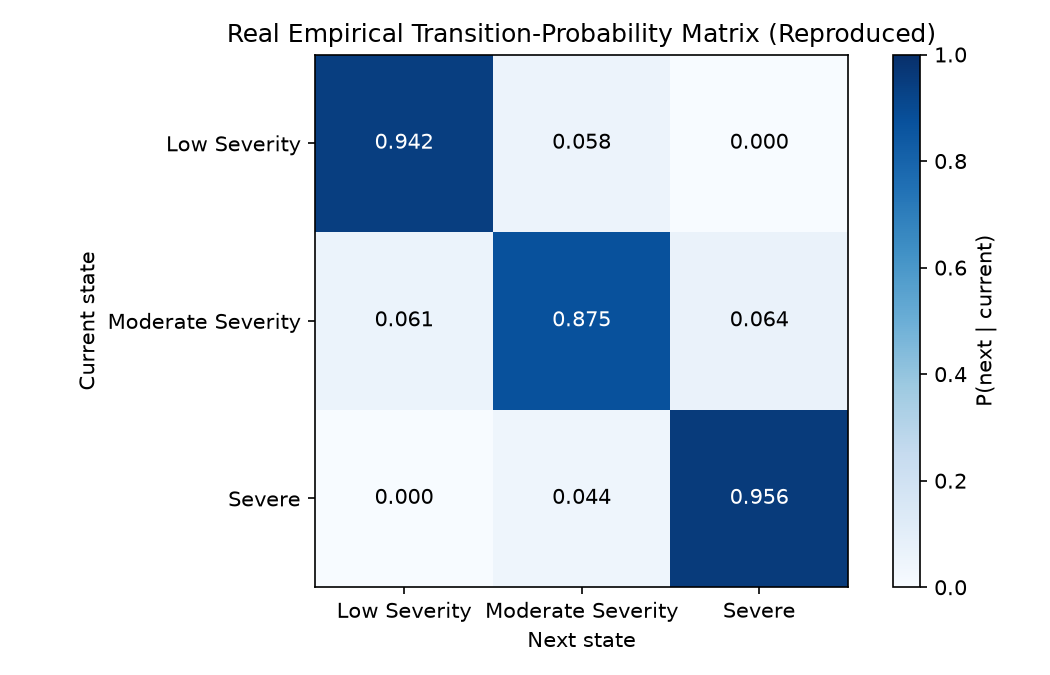 Real Empirical Transition-Probability Matrix (Reproduced)
Low Severity
0.942
0.058
0.000
Moderate Severity
0.061
0.875
0.064
Severe
0.000
0.044
0.956
Current state
Low Severity
Moderate Severity
Severe
Next state
1.0
0.8
0.6
0.4
0.2
0.0
P(next | current)